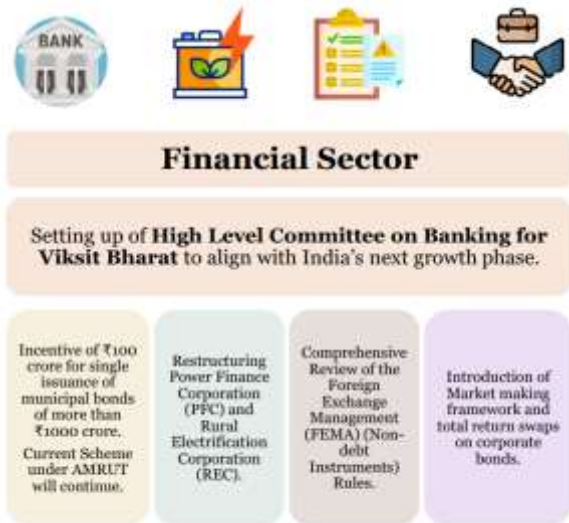 BANK
Financial Sector
Setting up of High Level Committee on Banking for
Viksit Bharat to align with India's next growth phase.
Incentive of ₹100
crore for single
issuance of
municipal bonds
of more than
₹1000 crore.
Current Scheme
under AMRUT
will continue.
Restructuring
Power Finance
Corporation
(PFC) and
Rural
Electrification
Corporation
(REC).
Comprehensive
Review of the
Foreign
Exchange
Management
(FEMA) (Non-
debt
Instruments)
Rules.
Introduction of
Market making
framework and
total return swaps
on corporate
bonds.